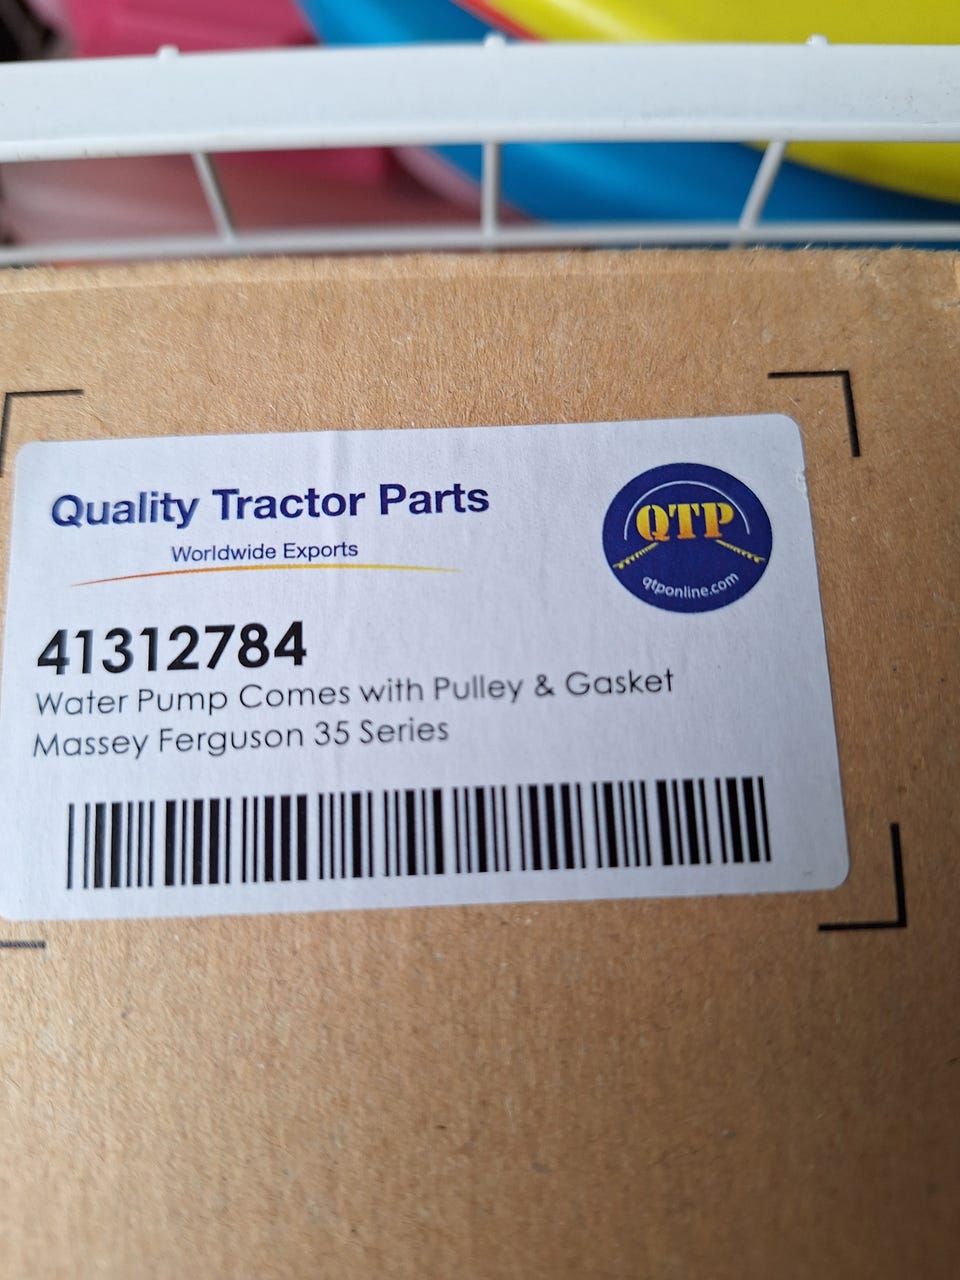 Quality Tractor Parts
Worldwide Exports
QTP
qtponline.com
41312784
Water Pump Comes with Pulley & Gasket
Massey Ferguson 35 Series